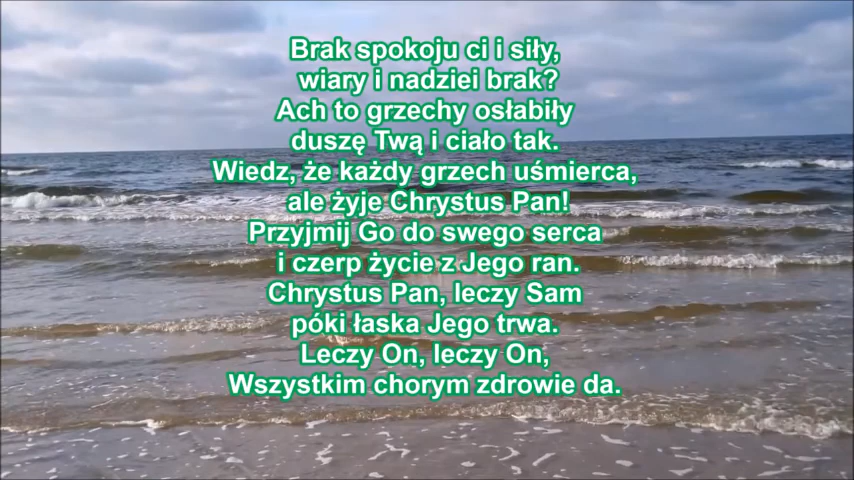 Brak spokoju ci i siły,
wiary i nadziei brak?
Ach to grzechy osłabiły
duszę Twą i ciało tak.
Wiedz, że każdy grzech uśmierca,
ale żyje Chrystus Pan!
Przyjmij Go do swego serca
i czerp życie z Jego ran.
Chrystus Pan, leczy Sam
póki łaska Jego trwa.
Leczy On, leczy On,
Wszystkim chorym zdrowie da.